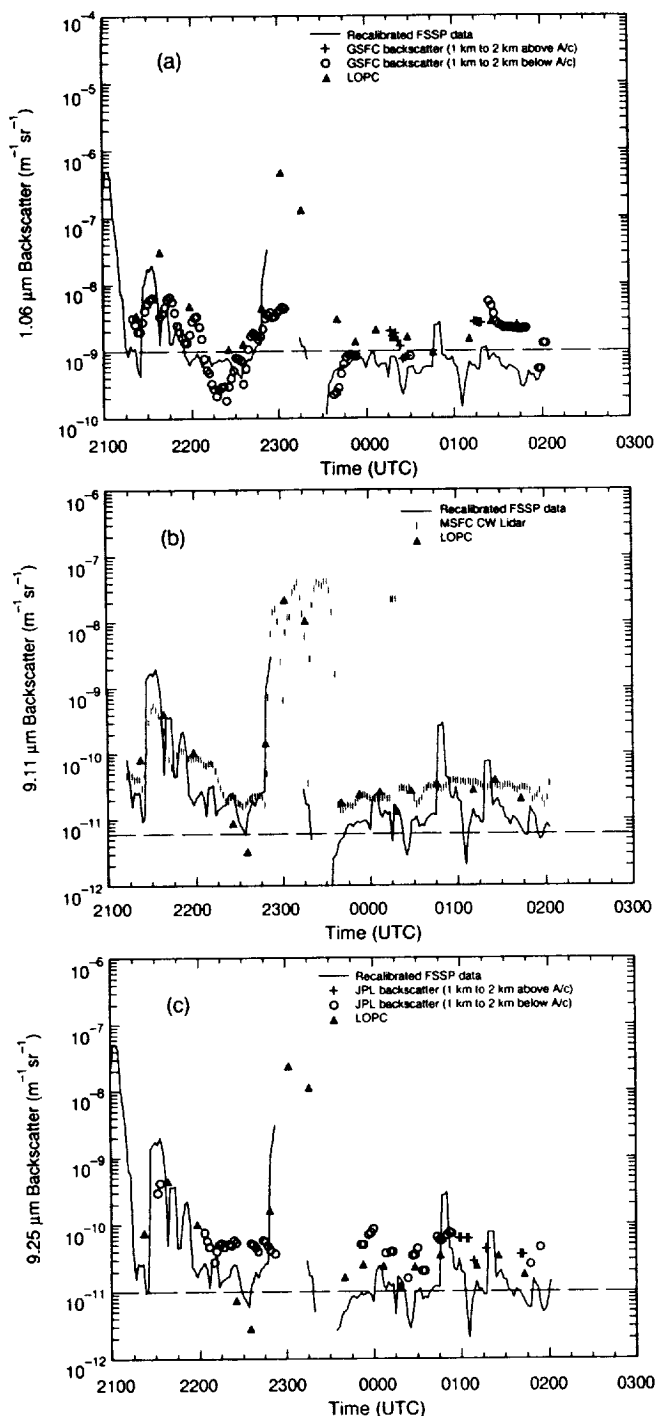 10⁻⁴
Recalibrated FSSP data
(a)
GSFC backscatter (1 km to 2 km above A/c)
GSFC backscatter (1 km to 2 km below A/c)
LOPC
10⁻⁵
10⁻⁶
10⁻⁷
10⁻⁸
10⁻⁹
10⁻¹⁰
1.06 μm Backscatter (m⁻¹ sr⁻¹)
2100 2200 2300 0000 0100 0200 0300
Time (UTC)
10⁻⁶
Recalibrated FSSP data
(b)
MSFC CW Lidar
LOPC
10⁻⁷
10⁻⁸
10⁻⁹
10⁻¹⁰
10⁻¹¹
10⁻¹²
9.11 μm Backscatter (m⁻¹ sr⁻¹)
2100 2200 2300 0000 0100 0200 0300
Time (UTC)
10⁻⁶
Recalibrated FSSP data
(c)
JPL backscatter (1 km to 2 km above A/c)
JPL backscatter (1 km to 2 km below A/c)
LOPC
10⁻⁷
10⁻⁸
10⁻⁹
10⁻¹⁰
10⁻¹¹
10⁻¹²
9.25 μm Backscatter (m⁻¹ sr⁻¹)
2100 2200 2300 0000 0100 0200 0300
Time (UTC)